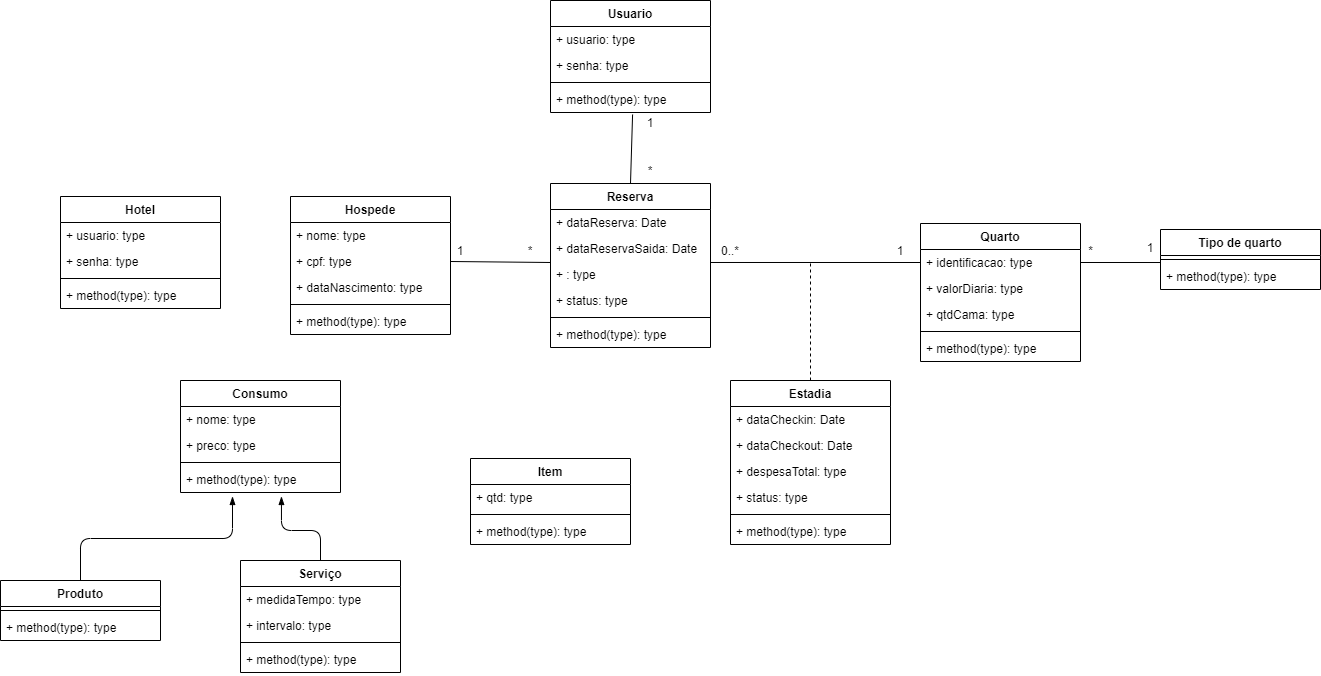 Usuario
+ usuario: type
+ senha: type
+ method(type): type
1
*
Hotel
+ usuario: type
+ senha: type
+ method(type): type
Hospede
+ nome: type
+ cpf: type
+ dataNascimento: type
+ method(type): type
1
*
Reserva
+ dataReserva: Date
+ dataReservaSaida: Date
+ : type
+ status: type
+ method(type): type
0..*
1
Quarto
+ identificacao: type
+ valorDiaria: type
+ qtdCama: type
+ method(type): type
*
1
Tipo de quarto
+ method(type): type
Consumo
+ nome: type
+ preco: type
+ method(type): type
Item
+ qtd: type
+ method(type): type
Estadia
+ dataCheckin: Date
+ dataCheckout: Date
+ despesaTotal: type
+ status: type
+ method(type): type
Produto
+ method(type): type
Serviço
+ medidaTempo: type
+ intervalo: type
+ method(type): type